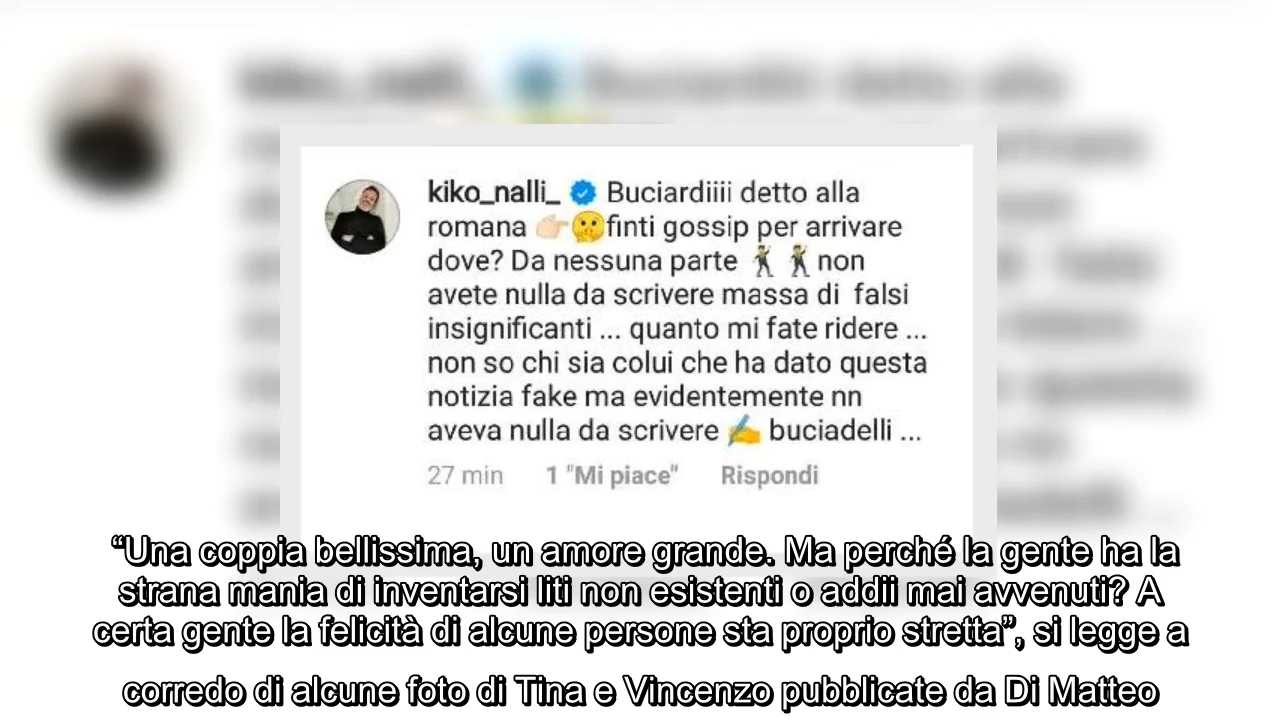 kiko_nalli_ Buciardiiii detto alla
romana 👉🏻🤫finti gossip per arrivare
dove? Da nessuna parte 🕺🕺non
avete nulla da scrivere massa di falsi
insignificanti ... quanto mi fate ridere ...
non so chi sia colui che ha dato questa
notizia fake ma evidentemente nn
aveva nulla da scrivere ✍️ buciadelli ...
27 min 1 "Mi piace" Rispondi
“Una coppia bellissima, un amore grande. Ma perché la gente ha la
strana mania di inventarsi liti non esistenti o addii mai avvenuti? A
certa gente la felicità di alcune persone sta proprio stretta”, si legge a
corredo di alcune foto di Tina e Vincenzo pubblicate da Di Matteo